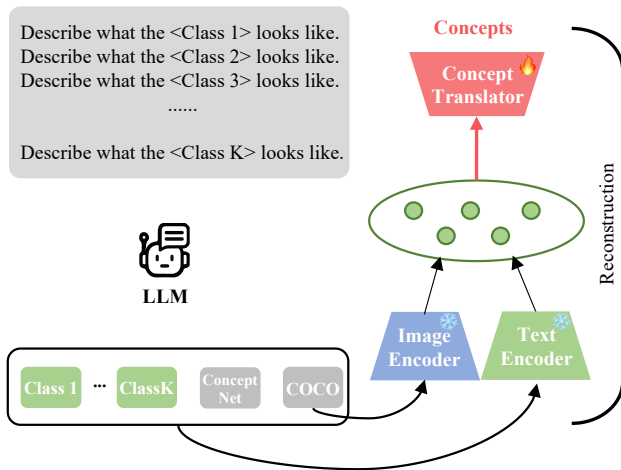 Describe what the <Class 1> looks like.
Describe what the <Class 2> looks like.
Describe what the <Class 3> looks like.
......
Describe what the <Class K> looks like.
LLM
Class 1
...
ClassK
Concept
Net
COCO
Concepts
Concept
Translator
Image
Encoder
Text
Encoder
Reconstruction